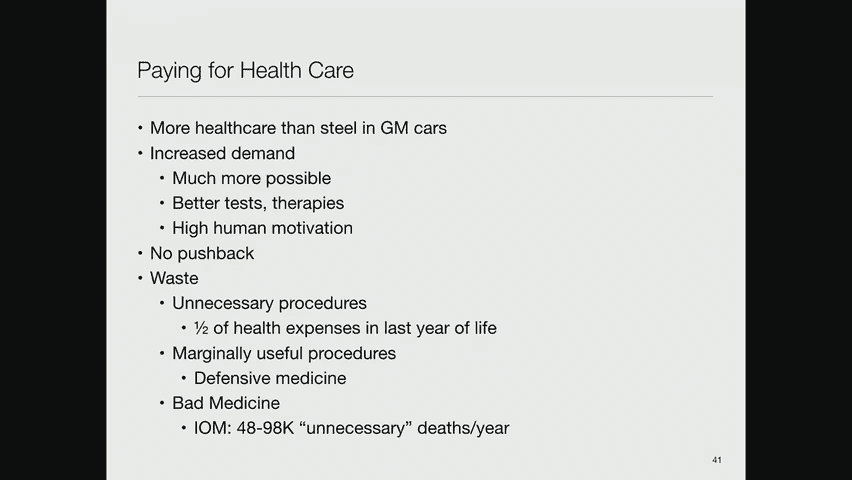 Paying for Health Care
• More healthcare than steel in GM cars
• Increased demand
• Much more possible
• Better tests, therapies
• High human motivation
• No pushback
• Waste
• Unnecessary procedures
• ½ of health expenses in last year of life
• Marginally useful procedures
• Defensive medicine
• Bad Medicine
• IOM: 48-98K “unnecessary” deaths/year
41